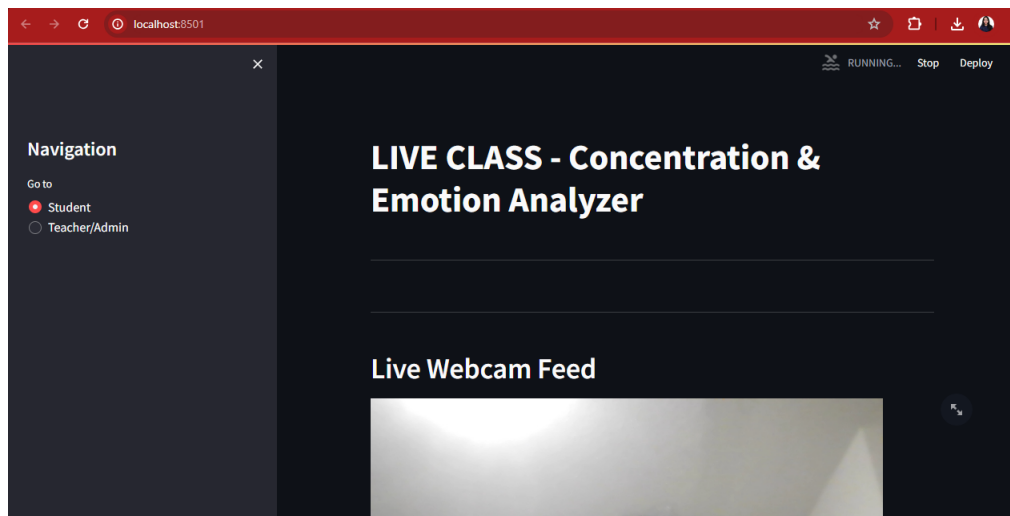 localhost:8501
RUNNING... Stop Deploy
Navigation
Go to
Student
Teacher/Admin
LIVE CLASS - Concentration &
Emotion Analyzer
Live Webcam Feed